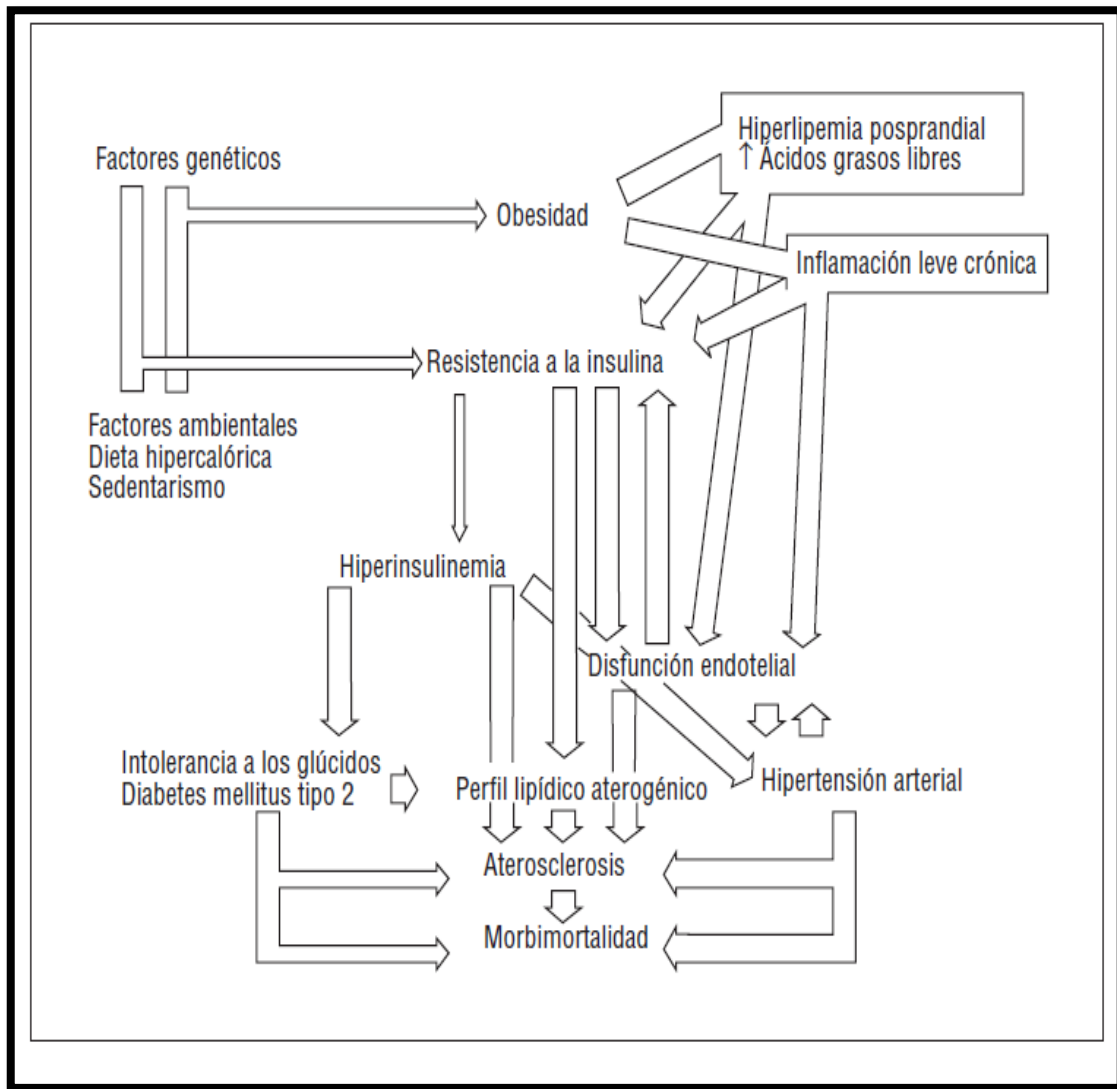 Hiperlipemia posprandial
↑ Ácidos grasos libres
Factores genéticos
Obesidad
Inflamación leve crónica
Resistencia a la insulina
Factores ambientales
Dieta hipercalórica
Sedentarismo
Hiperinsulinemia
Disfunción endotelial
Intolerancia a los glúcidos
Diabetes mellitus tipo 2
Perfil lipídico aterogénico
Hipertensión arterial
Aterosclerosis
Morbimortalidad